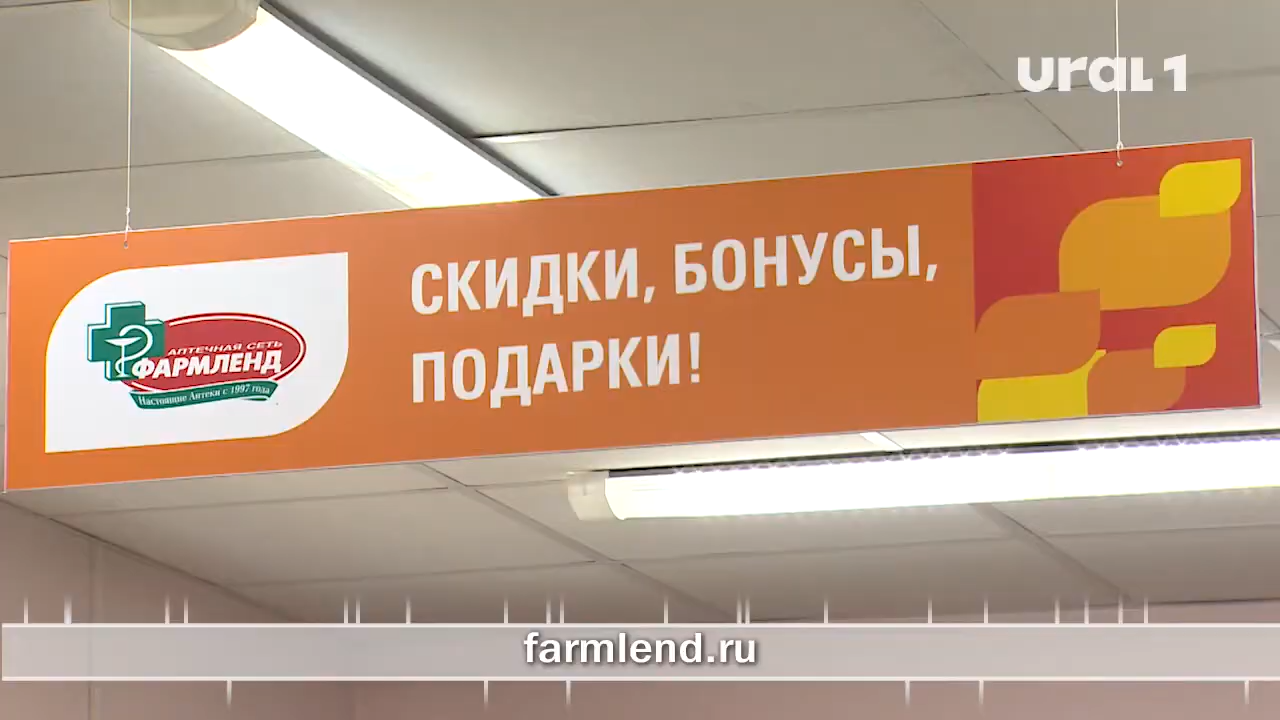 ural 1
СКИДКИ, БОНУСЫ,
ПОДАРКИ!
АПТЕЧНАЯ СЕТЬ
ФАРМЛЕНД
Настоящие Аптеки с 1997 года
farmlend.ru